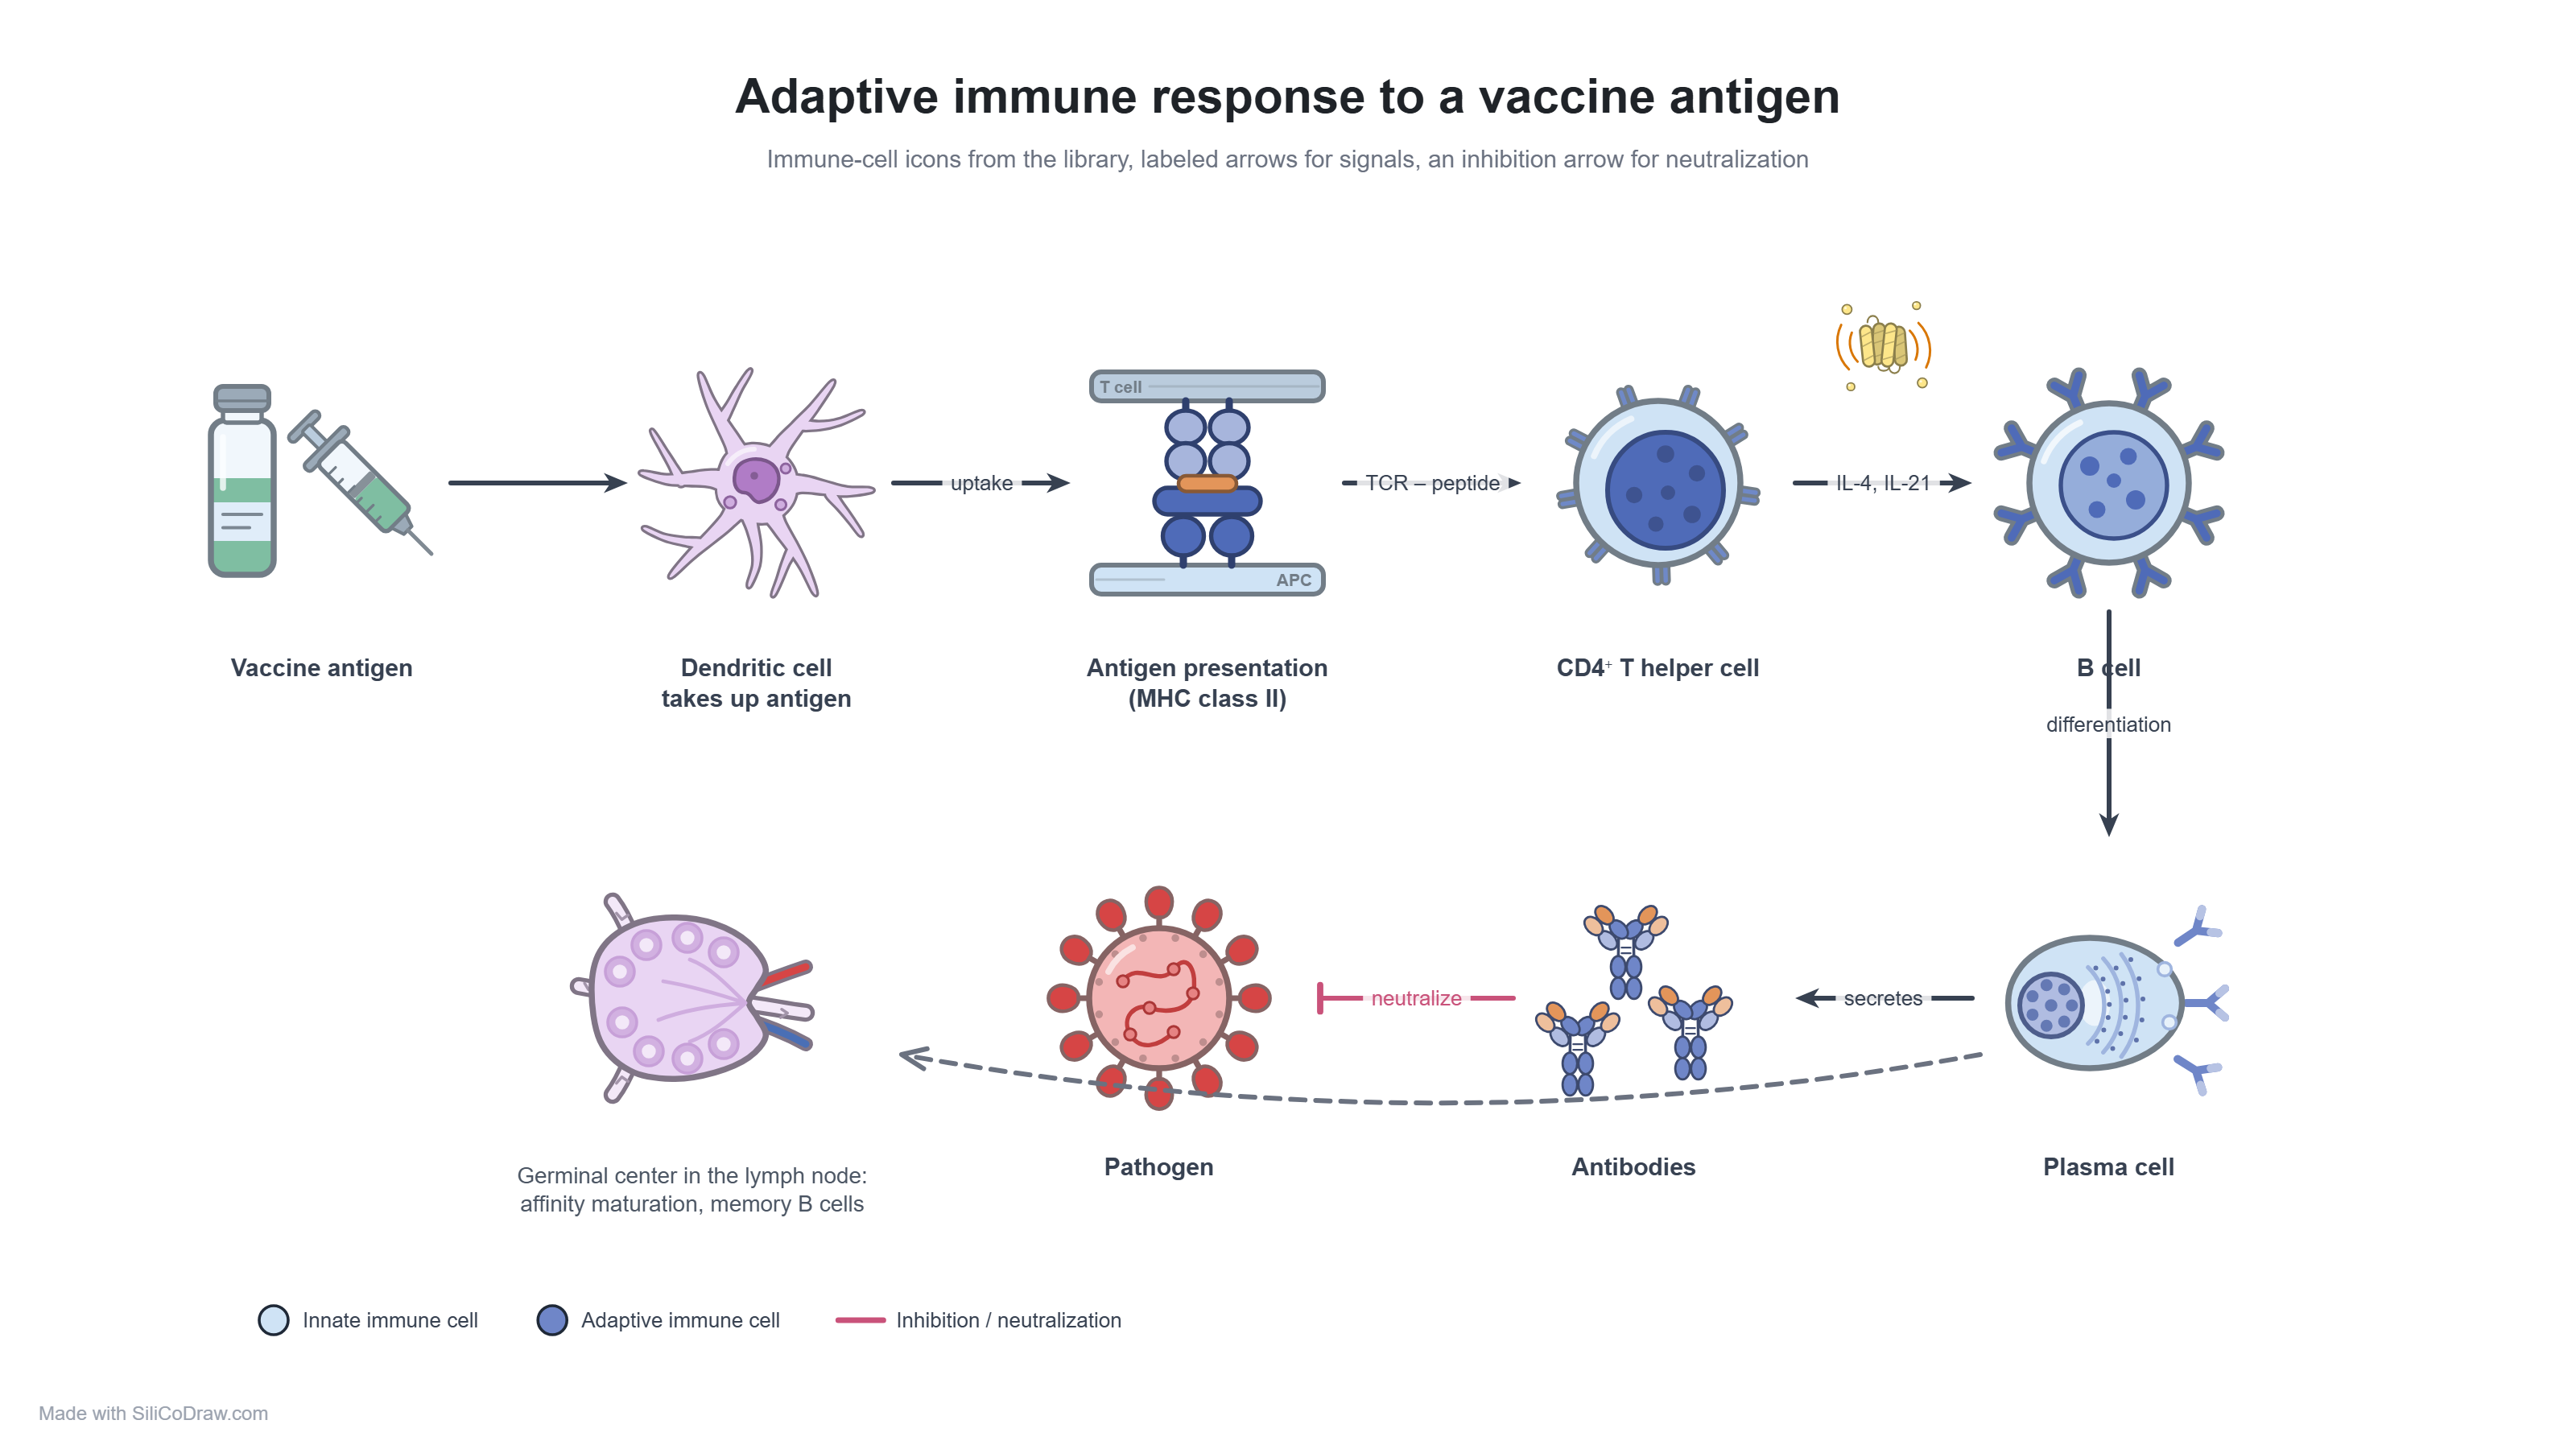 Adaptive immune response to a vaccine antigen
Immune-cell icons from the library, labeled arrows for signals, an inhibition arrow for neutralization
T cell
uptake
TCR – peptide
IL-4, IL-21
APC
Vaccine antigen
Dendritic cell
takes up antigen
Antigen presentation
(MHC class II)
CD4⁺ T helper cell
B cell
differentiation
neutralize
secretes
Germinal center in the lymph node:
affinity maturation, memory B cells
Pathogen
Antibodies
Plasma cell
Innate immune cell
Adaptive immune cell
Inhibition / neutralization
Made with SiliCoDraw.com